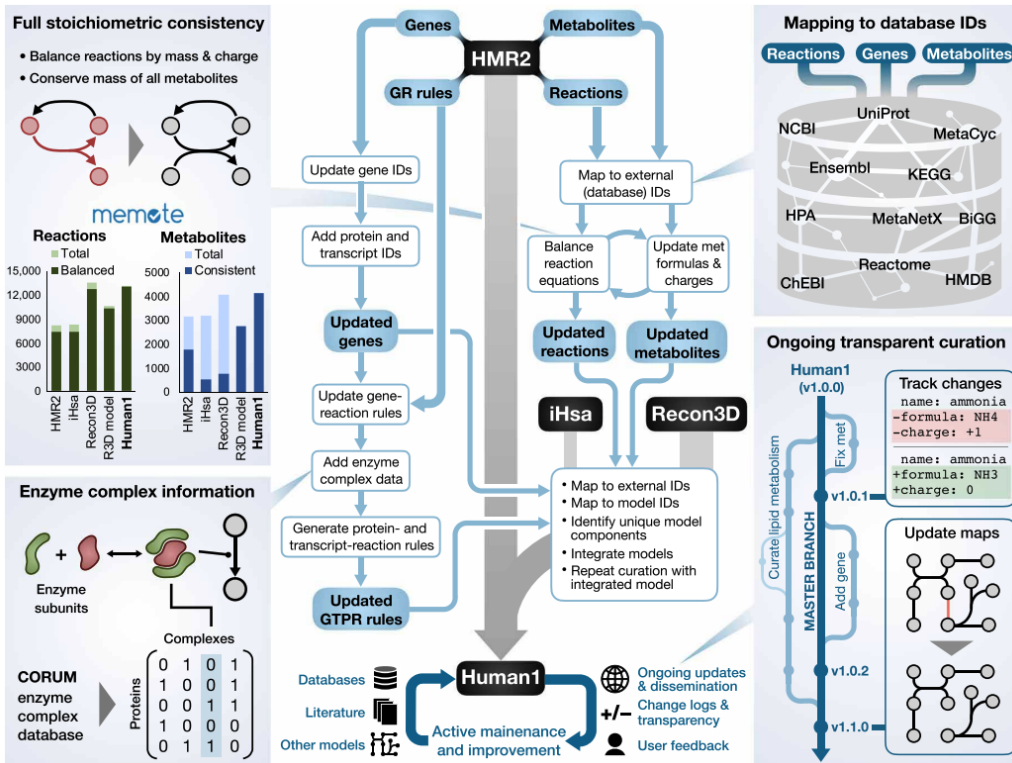 Full stoichiometric consistency
• Balance reactions by mass & charge
• Conserve mass of all metabolites
memote
Reactions
Total
Balanced
15,000
12,000
9000
6000
3000
0
HMR2
iHsa
Recon3D
R3D model
Human1
Metabolites
Total
Consistent
5000
4000
3000
2000
1000
0
HMR2
iHsa
Recon3D
R3D model
Human1
Enzyme complex information
+
Enzyme
subunits
Complexes
CORUM
enzyme
complex
database
Proteins
0 1 0 1
1 0 0 1
0 0 1 1
1 0 0 0
0 1 1 0
Genes
Metabolites
HMR2
GR rules
Reactions
Update gene IDs
Map to external
(database) IDs
Add protein and
transcript IDs
Balance
reaction
equations
Update met
formulas &
charges
Updated
genes
Updated
reactions
Updated
metabolites
Update gene-
reaction rules
iHsa
Recon3D
Add enzyme
complex data
Generate protein- and
transcript-reaction rules
Updated
GTPR rules
• Map to external IDs
• Map to model IDs
• Identify unique model
components
• Integrate models
• Repeat curation with
integrated model
Human1
Databases
Literature
Other models
Active mainenance
and improvement
Ongoing updates
& dissemination
+/−
Change logs &
transparency
User feedback
Mapping to database IDs
Reactions
Genes
Metabolites
UniProt
NCBI
MetaCyc
Ensembl
KEGG
HPA
MetaNetX
BiGG
Reactome
ChEBI
HMDB
Ongoing transparent curation
Human1
(v1.0.0)
Track changes
name: ammonia
-formula: NH4
-charge: +1
name: ammonia
+formula: NH3
+charge: 0
Fix met
v1.0.1
Curate lipid metabolism
MASTER BRANCH
Add gene
Update maps
v1.0.2
v1.1.0